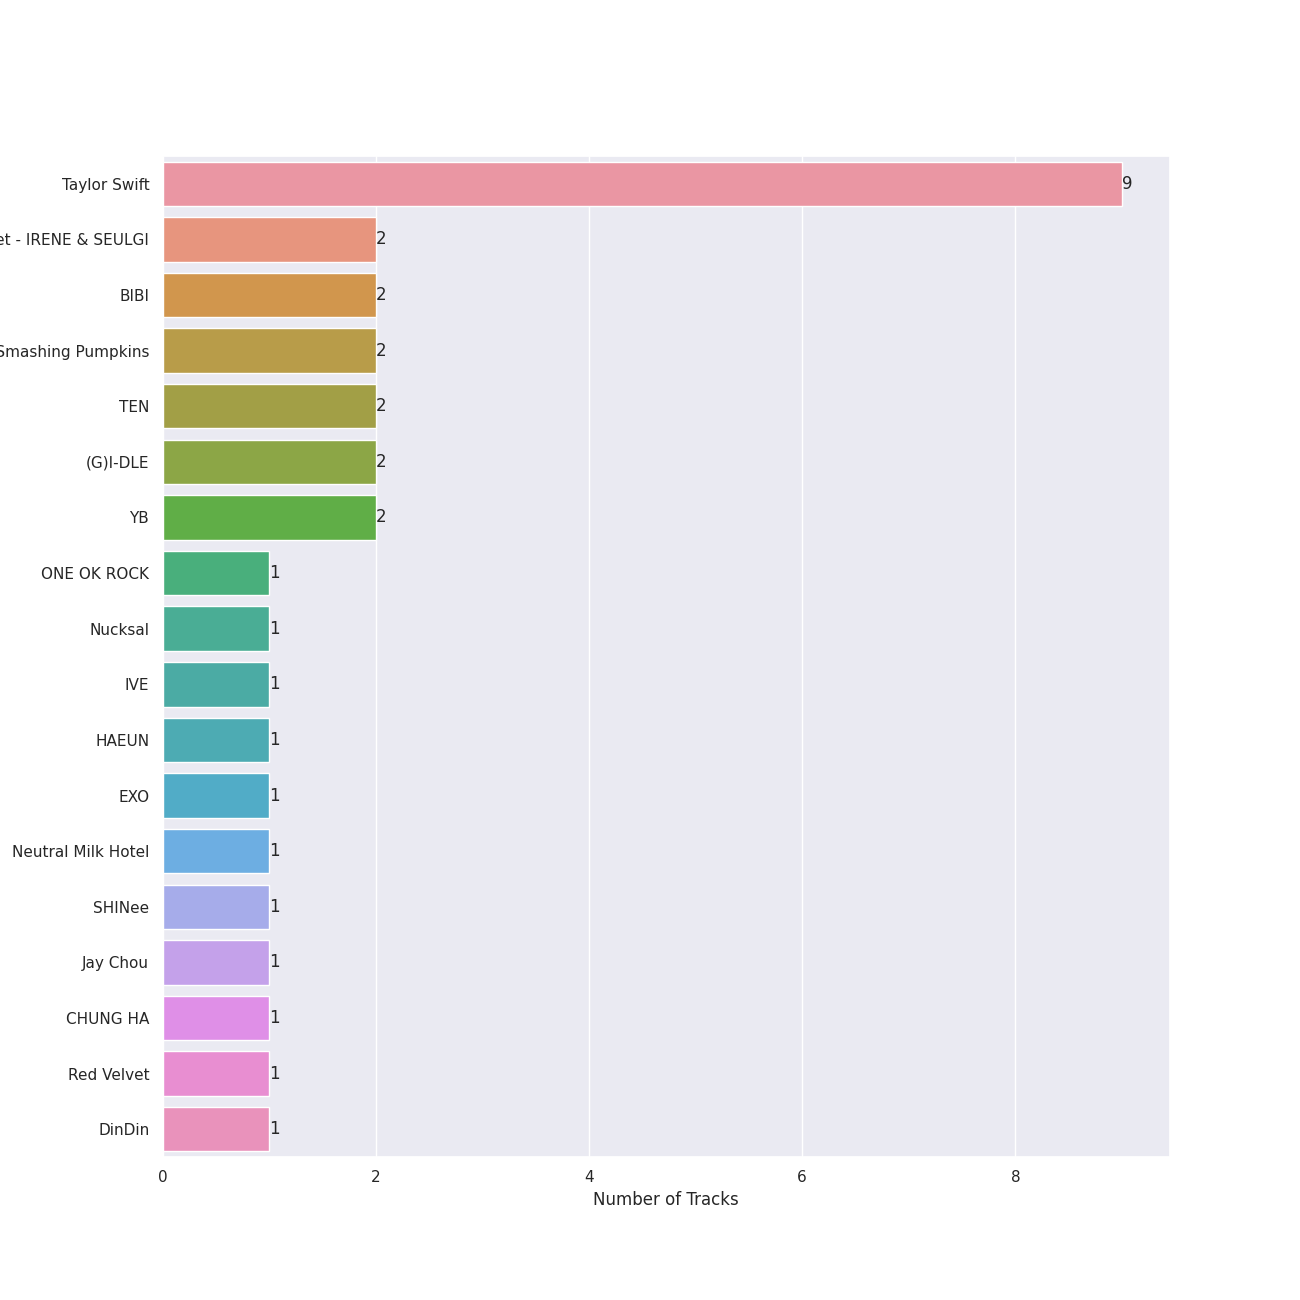 Taylor Swift 9
et - IRENE & SEULGI 2
BIBI 2
Smashing Pumpkins 2
TEN 2
(G)I-DLE 2
YB 2
ONE OK ROCK 1
Nucksal 1
IVE 1
HAEUN 1
EXO 1
Neutral Milk Hotel 1
SHINee 1
Jay Chou 1
CHUNG HA 1
Red Velvet 1
DinDin 1
0 2 4 6 8
Number of Tracks